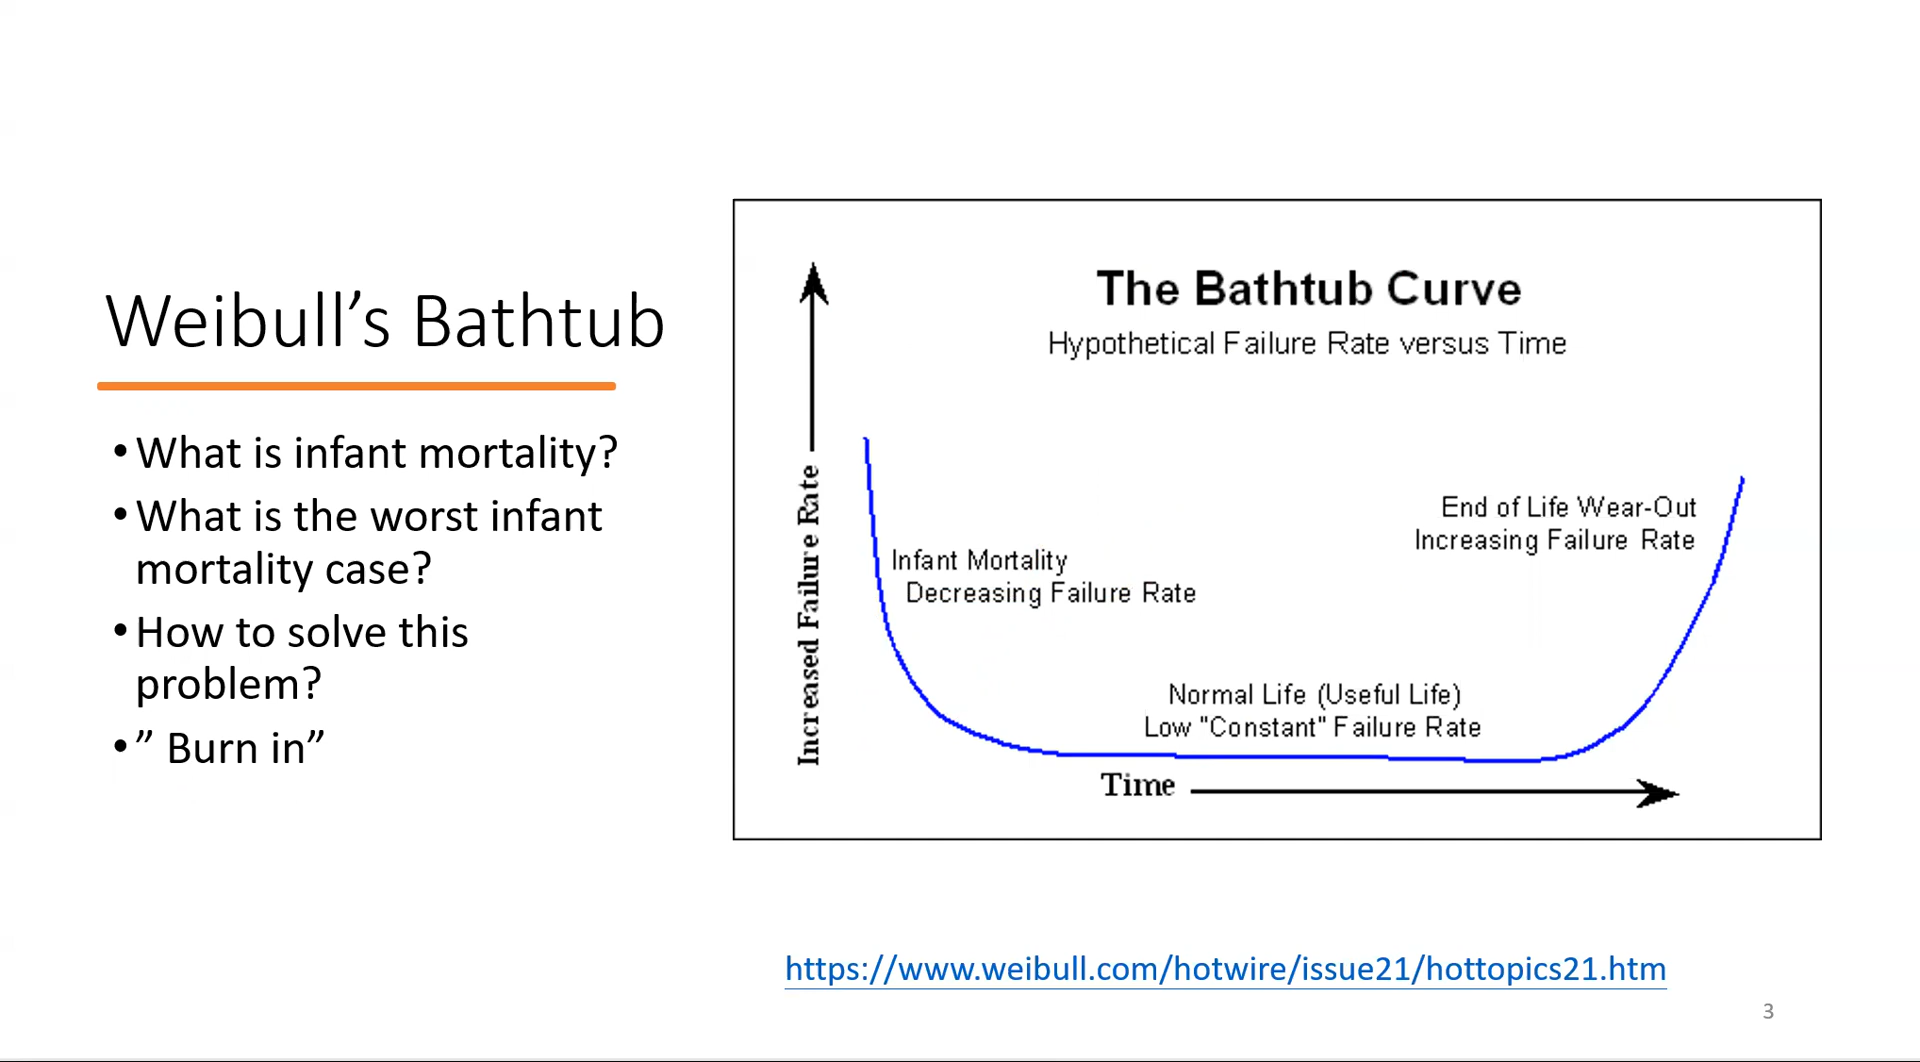 Weibull’s Bathtub
• What is infant mortality?
• What is the worst infant
mortality case?
• How to solve this
problem?
• ” Burn in”
The Bathtub Curve
Hypothetical Failure Rate versus Time
Increased Failure Rate
Infant Mortality
Decreasing Failure Rate
End of Life Wear-Out
Increasing Failure Rate
Normal Life (Useful Life)
Low "Constant" Failure Rate
Time
https://www.weibull.com/hotwire/issue21/hottopics21.htm
3